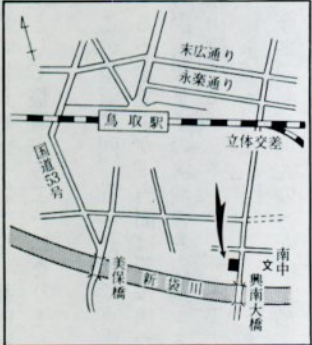 末広通り
永楽通り
鳥取駅
立体交差
国道53号
南中
文
美保橋
新袋川
興南大橋